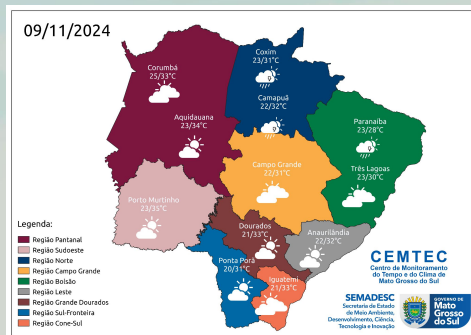 09/11/2024
Coxim
23/31°C
Corumbá
25/33°C
Camapuã
22/32°C
Aquidauana
23/34°C
Paranaíba
23/28°C
Campo Grande
22/31°C
Três Lagoas
23/30°C
Porto Murtinho
23/35°C
Dourados
21/33°C
Anaurilândia
22/32°C
Ponta Porã
20/31°C
Iguatemi
21/33°C
Legenda:
Região Pantanal
Região Sudoeste
Região Norte
Região Campo Grande
Região Bolsão
Região Leste
Região Grande Dourados
Região Sul-Fronteira
Região Cone-Sul
CEMTEC
Centro de Monitoramento
do Tempo e do Clima de
Mato Grosso do Sul
SEMADESC
Secretaria de Estado
de Meio Ambiente,
Desenvolvimento, Ciência,
Tecnologia e Inovação
GOVERNO DE
Mato
Grosso
do Sul